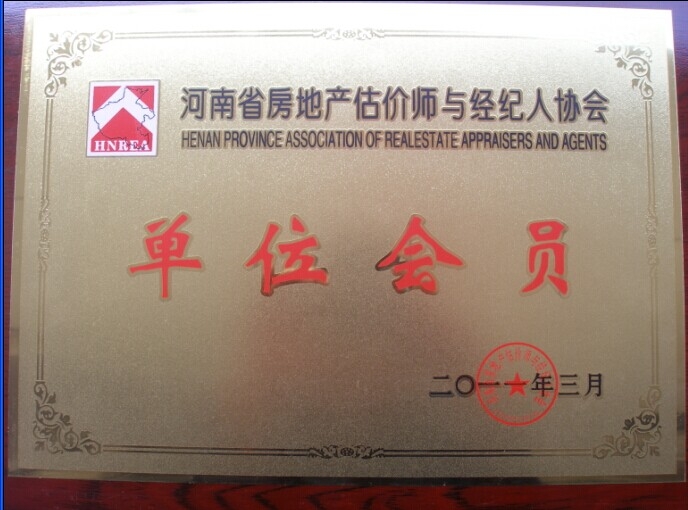 河南省房地产估价师与经纪人协会
HENAN PROVINCE ASSOCIATION OF REALESTATE APPRAISERS AND AGENTS
HNREA
单位会员
二〇一一年三月